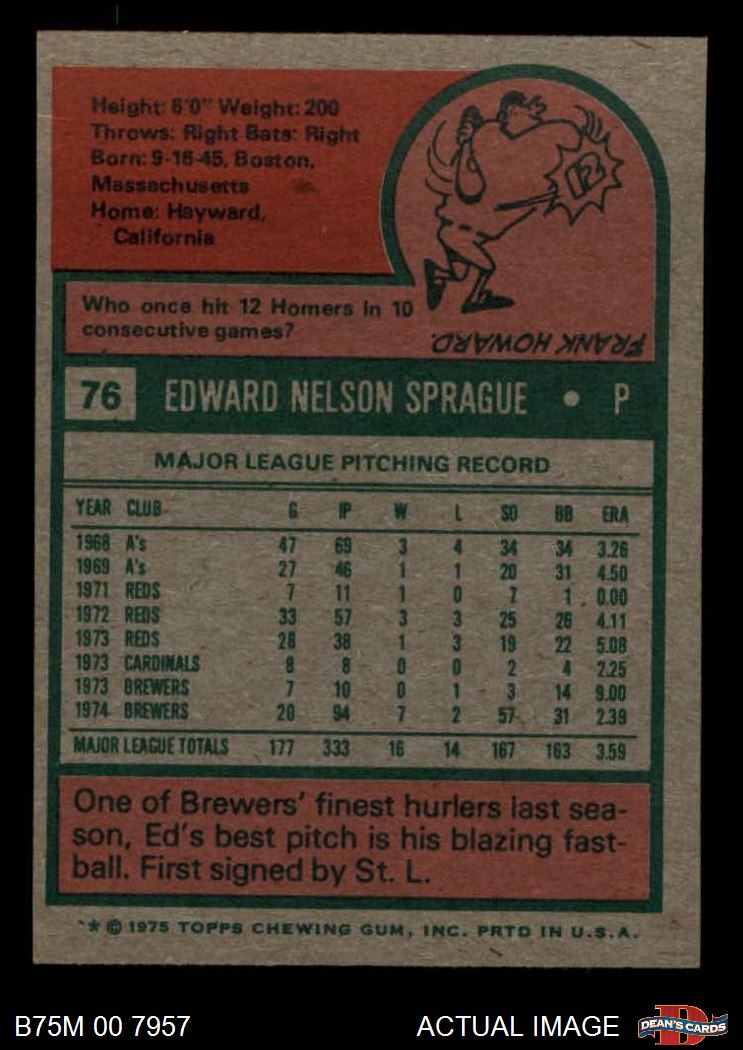 Height: 6'0" Weight: 200
Throws: Right Bats: Right
Born: 9-16-45, Boston,
Massachusetts
Home: Hayward,
California
12
Who once hit 12 Homers in 10
consecutive games?
FRANK HOWARD.
76 EDWARD NELSON SPRAGUE • P
MAJOR LEAGUE PITCHING RECORD
YEAR CLUB G IP W L SO BB ERA
1968 A's 47 69 3 4 34 34 3.26
1969 A's 27 46 1 1 20 31 4.50
1971 REDS 7 11 1 0 7 1 0.00
1972 REDS 33 57 3 3 25 26 4.11
1973 REDS 28 38 1 3 19 22 5.08
1973 CARDINALS 8 8 0 0 2 4 2.25
1973 BREWERS 7 10 0 1 3 14 9.00
1974 BREWERS 20 94 7 2 57 31 2.39
MAJOR LEAGUE TOTALS 177 333 16 14 167 163 3.59
One of Brewers' finest hurlers last sea-
son, Ed's best pitch is his blazing fast-
ball. First signed by St. L.
* © 1975 TOPPS CHEWING GUM, INC. PRTD IN U.S.A.
B75M 00 7957 ACTUAL IMAGE D DEAN'S CARDS